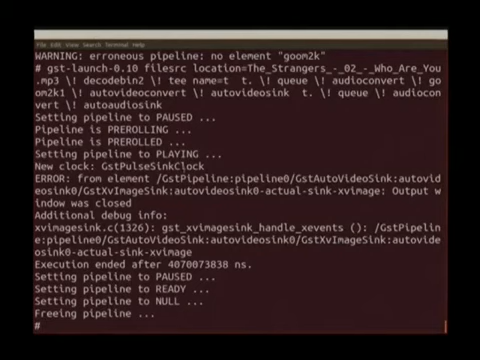 File Edit View Search Terminal Help
WARNING: erroneous pipeline: no element "goom2k"
# gst-launch-0.10 filesrc location=The_Strangers_-_02_-_Who_Are_You
.mp3 \! decodebin2 \! tee name=t  t. \! queue \! audioconvert \! go
om2k1 \! autovideoconvert \! autovideosink  t. \! queue \! audiocon
vert \! autoaudiosink
Setting pipeline to PAUSED ...
Pipeline is PREROLLING ...
Pipeline is PREROLLED ...
Setting pipeline to PLAYING ...
New clock: GstPulseSinkClock
ERROR: from element /GstPipeline:pipeline0/GstAutoVideoSink:autovid
eosink0/GstXvImageSink:autovideosink0-actual-sink-xvimage: Output w
indow was closed
Additional debug info:
xvimagesink.c(1326): gst_xvimagesink_handle_xevents (): /GstPipelin
e:pipeline0/GstAutoVideoSink:autovideosink0/GstXvImageSink:autovide
osink0-actual-sink-xvimage
Execution ended after 4070073838 ns.
Setting pipeline to PAUSED ...
Setting pipeline to READY ...
Setting pipeline to NULL ...
Freeing pipeline ...
#